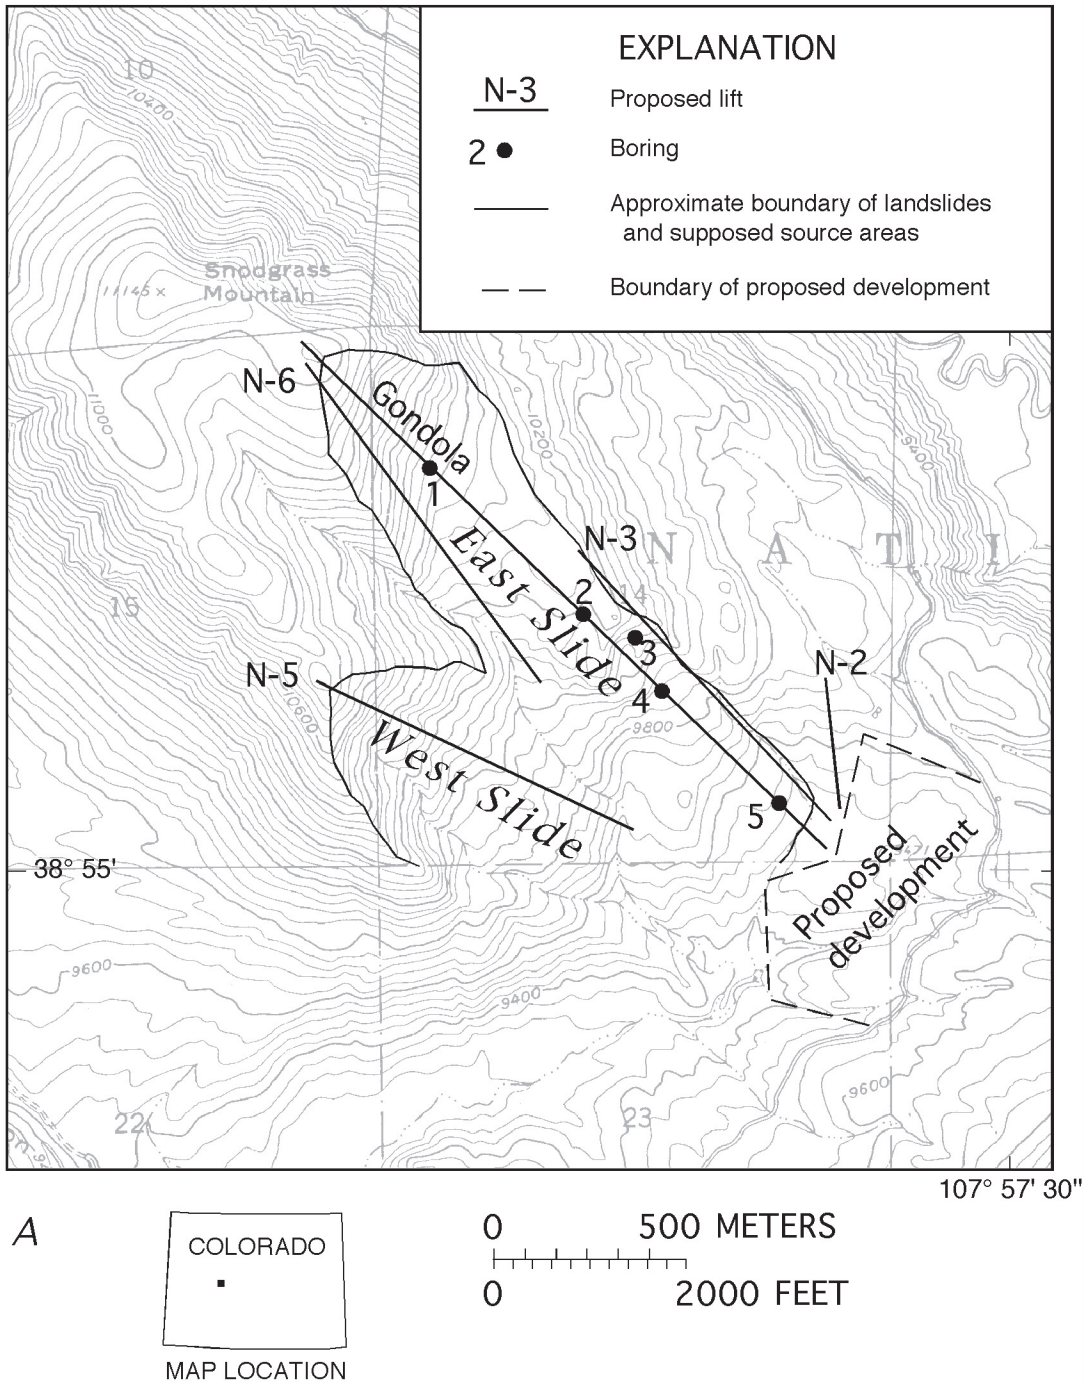 EXPLANATION
N-3 Proposed lift
2 Boring
Approximate boundary of landslides
and supposed source areas
Boundary of proposed development
10
10400
Snodgrass
11145 × Mountain
N-6
Gondola
11000
10200
9400
1
East Slide
N-3
N A T I
2
14
15
3
N-5
N-2
4
10600
9800
8
West Slide
5
38° 55'
9471
Proposed
development
9600
9400
9600
22
23
107° 57' 30"
A
COLORADO
MAP LOCATION
0 500 METERS
0 2000 FEET